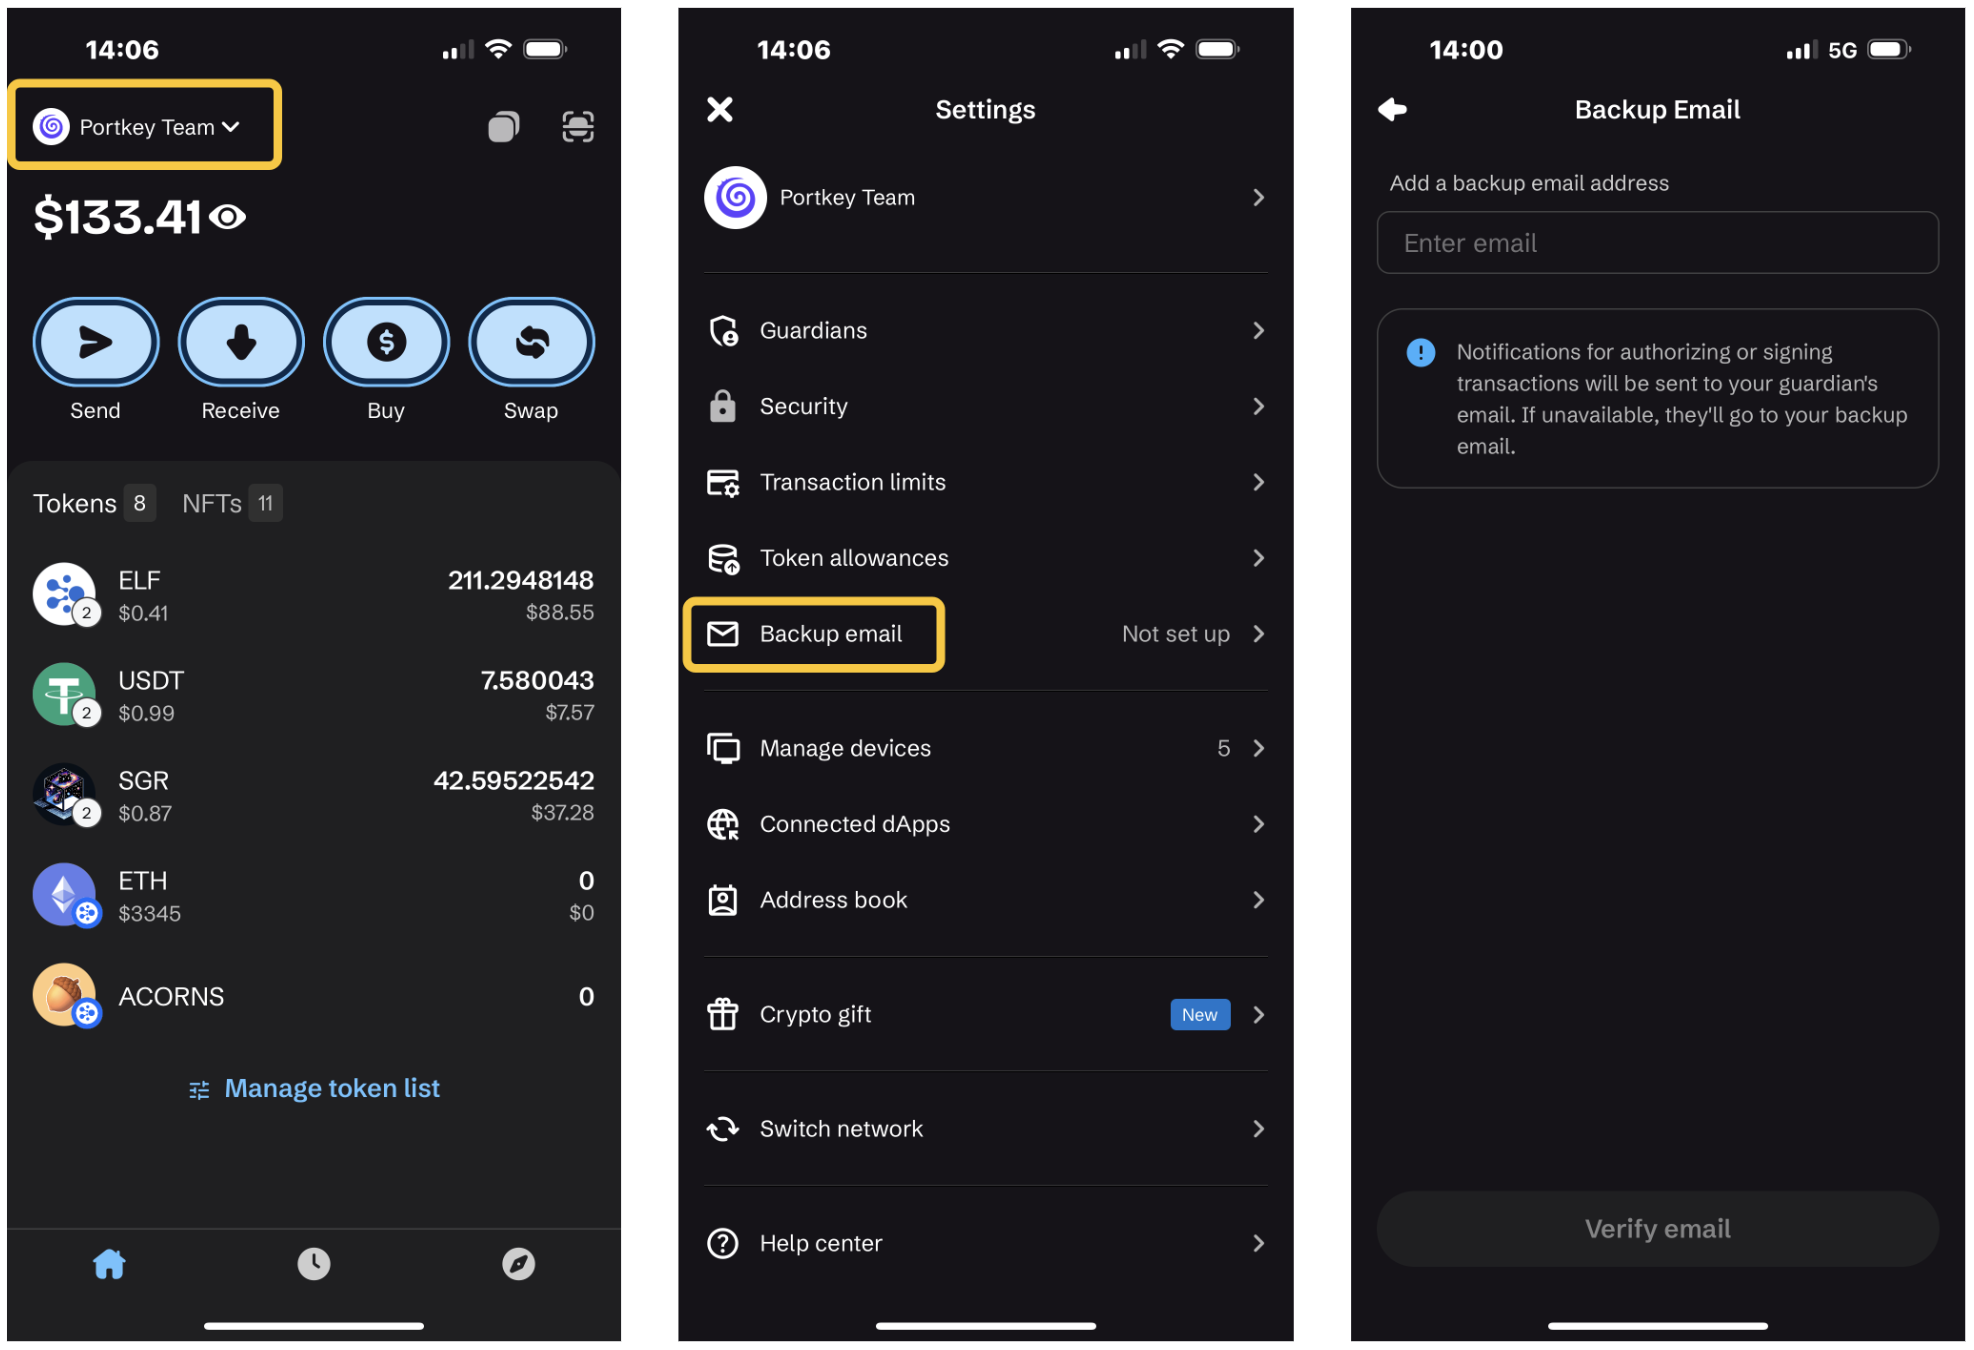 14:06
Portkey Team
$133.41
Send
Receive
Buy
Swap
Tokens 8 NFTs 11
ELF 211.2948148
$0.41 $88.55
2
USDT 7.580043
$0.99 $7.57
2
SGR 42.59522542
$0.87 $37.28
2
ETH 0
$3345 $0
ACORNS 0
Manage token list
14:06
Settings
Portkey Team
Guardians
Security
Transaction limits
Token allowances
Backup email Not set up
Manage devices 5
Connected dApps
Address book
Crypto gift New
Switch network
Help center
14:00 5G
Backup Email
Add a backup email address
Enter email
Notifications for authorizing or signing
transactions will be sent to your guardian's
email. If unavailable, they'll go to your backup
email.
Verify email